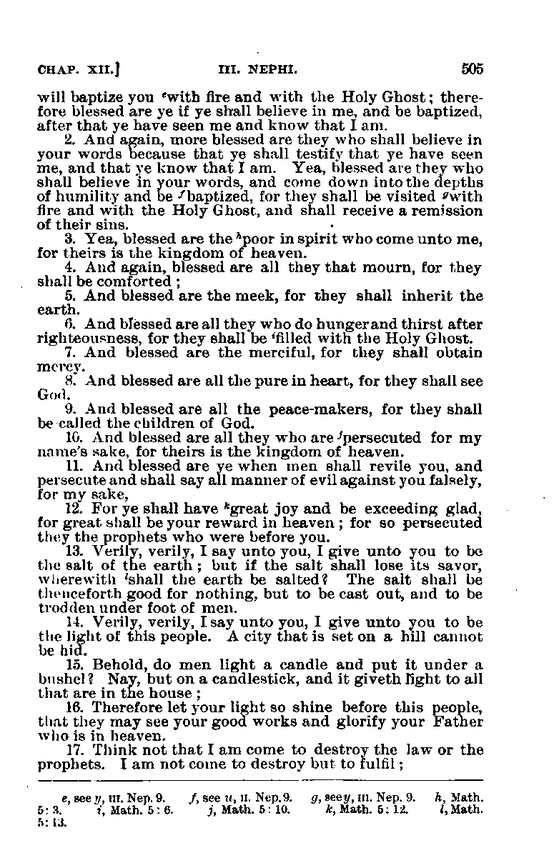 CHAP. XII.] III. NEPHI. 505
will baptize you ᵉwith fire and with the Holy Ghost; there-
fore blessed are ye if ye shall believe in me, and be baptized,
after that ye have seen me and know that I am.
2. And again, more blessed are they who shall believe in
your words because that ye shall testify that ye have seen
me, and that ye know that I am. Yea, blessed are they who
shall believe in your words, and come down into the depths
of humility and be ᶠbaptized, for they shall be visited ᵍwith
fire and with the Holy Ghost, and shall receive a remission
of their sins.
3. Yea, blessed are the ʰpoor in spirit who come unto me,
for theirs is the kingdom of heaven.
4. And again, blessed are all they that mourn, for they
shall be comforted;
5. And blessed are the meek, for they shall inherit the
earth.
6. And blessed are all they who do hunger and thirst after
righteousness, for they shall be ⁱfilled with the Holy Ghost.
7. And blessed are the merciful, for they shall obtain
mercy.
8. And blessed are all the pure in heart, for they shall see
God.
9. And blessed are all the peace-makers, for they shall
be called the children of God.
10. And blessed are all they who are ʲpersecuted for my
name's sake, for theirs is the kingdom of heaven.
11. And blessed are ye when men shall revile you, and
persecute and shall say all manner of evil against you falsely,
for my sake,
12. For ye shall have ᵏgreat joy and be exceeding glad,
for great shall be your reward in heaven; for so persecuted
they the prophets who were before you.
13. Verily, verily, I say unto you, I give unto you to be
the salt of the earth; but if the salt shall lose its savor,
wherewith ˡshall the earth be salted? The salt shall be
thenceforth good for nothing, but to be cast out, and to be
trodden under foot of men.
14. Verily, verily, I say unto you, I give unto you to be
the light of this people. A city that is set on a hill cannot
be hid.
15. Behold, do men light a candle and put it under a
bushel? Nay, but on a candlestick, and it giveth light to all
that are in the house;
16. Therefore let your light so shine before this people,
that they may see your good works and glorify your Father
who is in heaven.
17. Think not that I am come to destroy the law or the
prophets. I am not come to destroy but to fulfil;
e, see y, III. Nep. 9. f, see u, II. Nep. 9. g, see y, III. Nep. 9. h, Math.
5: 3. i, Math. 5: 6. j, Math. 5: 10. k, Math. 5: 12. l, Math.
5: 13.